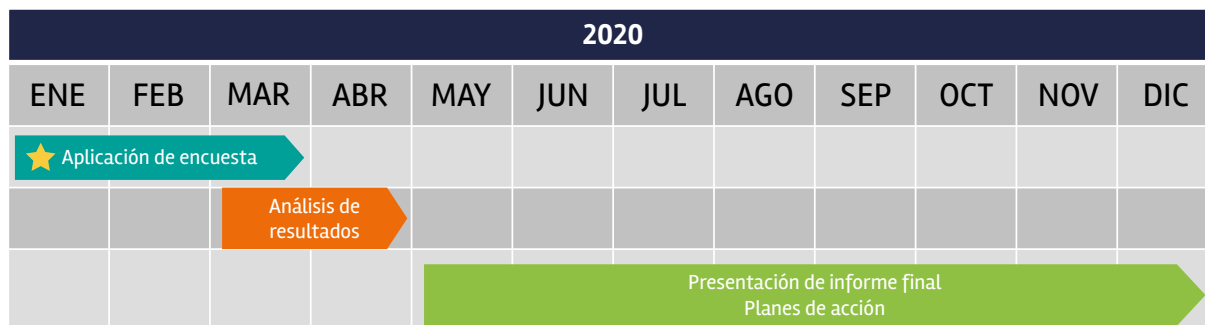 2020
ENE FEB MAR ABR MAY JUN JUL AGO SEP OCT NOV DIC
Aplicación de encuesta
Análisis de
resultados
Presentación de informe final
Planes de acción